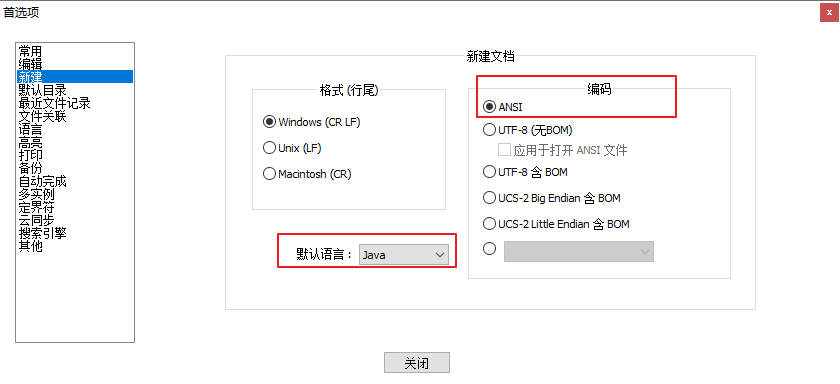 首选项
x
常用
编辑
新建
默认目录
最近文件记录
文件关联
语言
高亮
打印
备份
自动完成
多实例
定界符
云同步
搜索引擎
其他
新建文档
格式 (行尾)
Windows (CR LF)
Unix (LF)
Macintosh (CR)
默认语言：
Java
编码
ANSI
UTF-8 (无BOM)
应用于打开 ANSI 文件
UTF-8 含 BOM
UCS-2 Big Endian 含 BOM
UCS-2 Little Endian 含 BOM
关闭